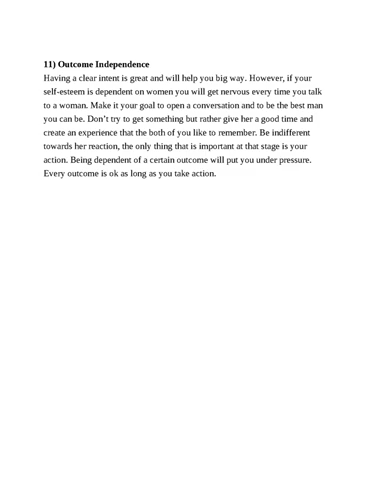 11) Outcome Independence
Having a clear intent is great and will help you big way. However, if your
self-esteem is dependent on women you will get nervous every time you talk
to a woman. Make it your goal to open a conversation and to be the best man
you can be. Don’t try to get something but rather give her a good time and
create an experience that the both of you like to remember. Be indifferent
towards her reaction, the only thing that is important at that stage is your
action. Being dependent of a certain outcome will put you under pressure.
Every outcome is ok as long as you take action.